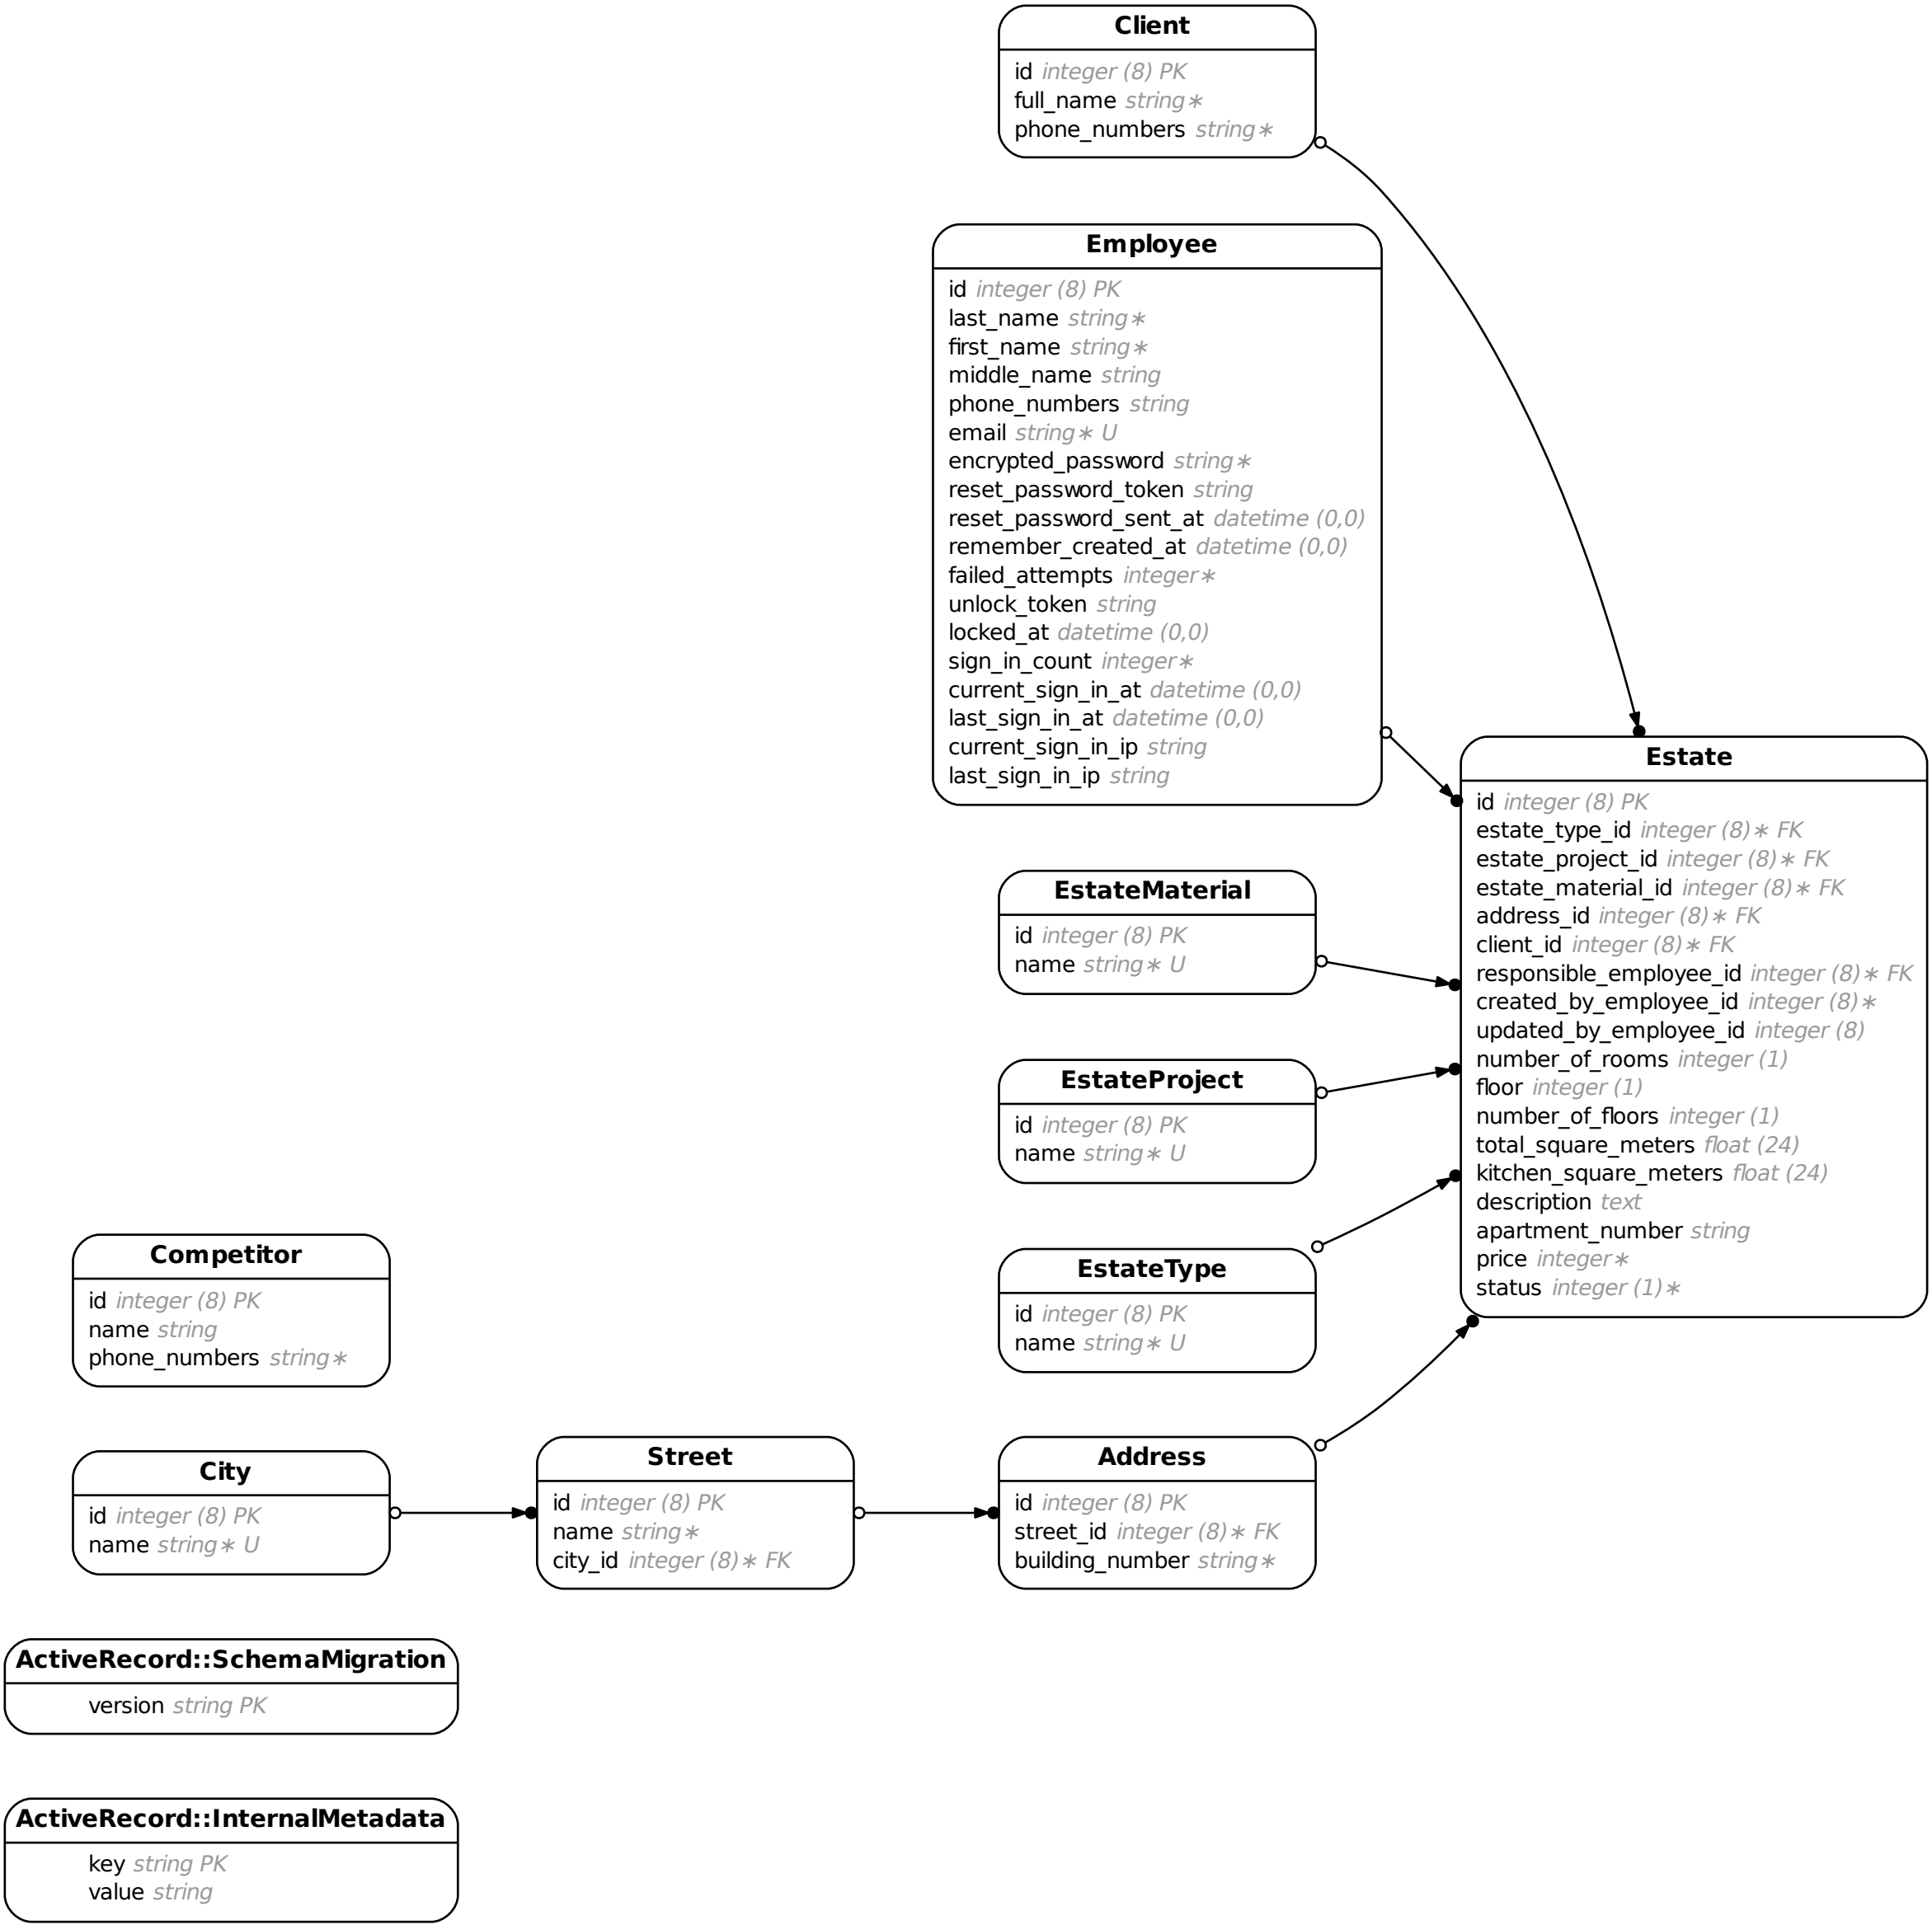 Client
id integer (8) PK
full_name string∗
phone_numbers string∗
Employee
id integer (8) PK
last_name string∗
first_name string∗
middle_name string
phone_numbers string
email string∗ U
encrypted_password string∗
reset_password_token string
reset_password_sent_at datetime (0,0)
remember_created_at datetime (0,0)
failed_attempts integer∗
unlock_token string
locked_at datetime (0,0)
sign_in_count integer∗
current_sign_in_at datetime (0,0)
last_sign_in_at datetime (0,0)
current_sign_in_ip string
last_sign_in_ip string
Estate
id integer (8) PK
estate_type_id integer (8)∗ FK
estate_project_id integer (8)∗ FK
estate_material_id integer (8)∗ FK
address_id integer (8)∗ FK
client_id integer (8)∗ FK
responsible_employee_id integer (8)∗ FK
created_by_employee_id integer (8)∗
updated_by_employee_id integer (8)
number_of_rooms integer (1)
floor integer (1)
number_of_floors integer (1)
total_square_meters float (24)
kitchen_square_meters float (24)
description text
apartment_number string
price integer∗
status integer (1)∗
EstateMaterial
id integer (8) PK
name string∗ U
EstateProject
id integer (8) PK
name string∗ U
EstateType
id integer (8) PK
name string∗ U
Competitor
id integer (8) PK
name string
phone_numbers string∗
City
id integer (8) PK
name string∗ U
Street
id integer (8) PK
name string∗
city_id integer (8)∗ FK
Address
id integer (8) PK
street_id integer (8)∗ FK
building_number string∗
ActiveRecord::SchemaMigration
version string PK
ActiveRecord::InternalMetadata
key string PK
value string